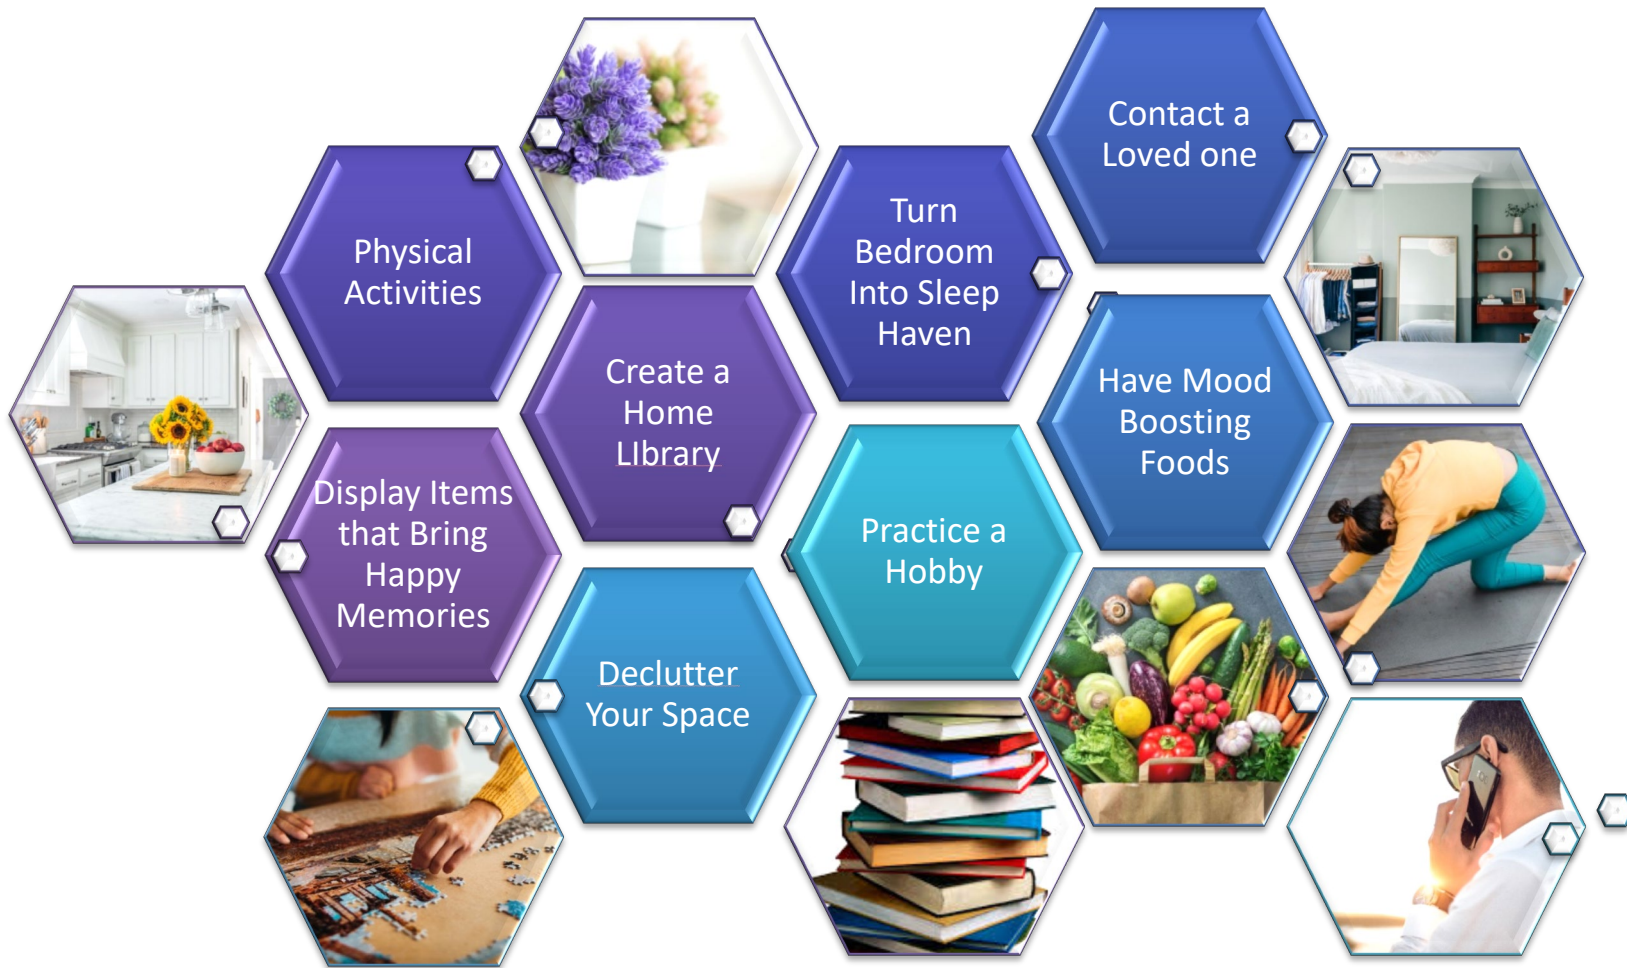 Contact a
Loved one
Physical
Activities
Turn
Bedroom
Into Sleep
Haven
Create a
Home
LIbrary
Have Mood
Boosting
Foods
Display Items
that Bring
Happy
Memories
Practice a
Hobby
Declutter
Your Space